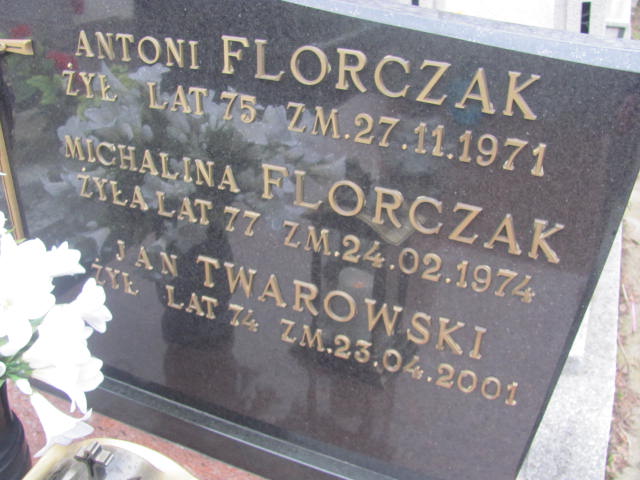 ANTONI FLORCZAK
ŻYŁ LAT 75 ZM.27.11.1971
MICHALINA FLORCZAK
ŻYŁA LAT 77 ZM.24.02.1974
JAN TWAROWSKI
ŻYŁ LAT 74 ZM.23.04.2001